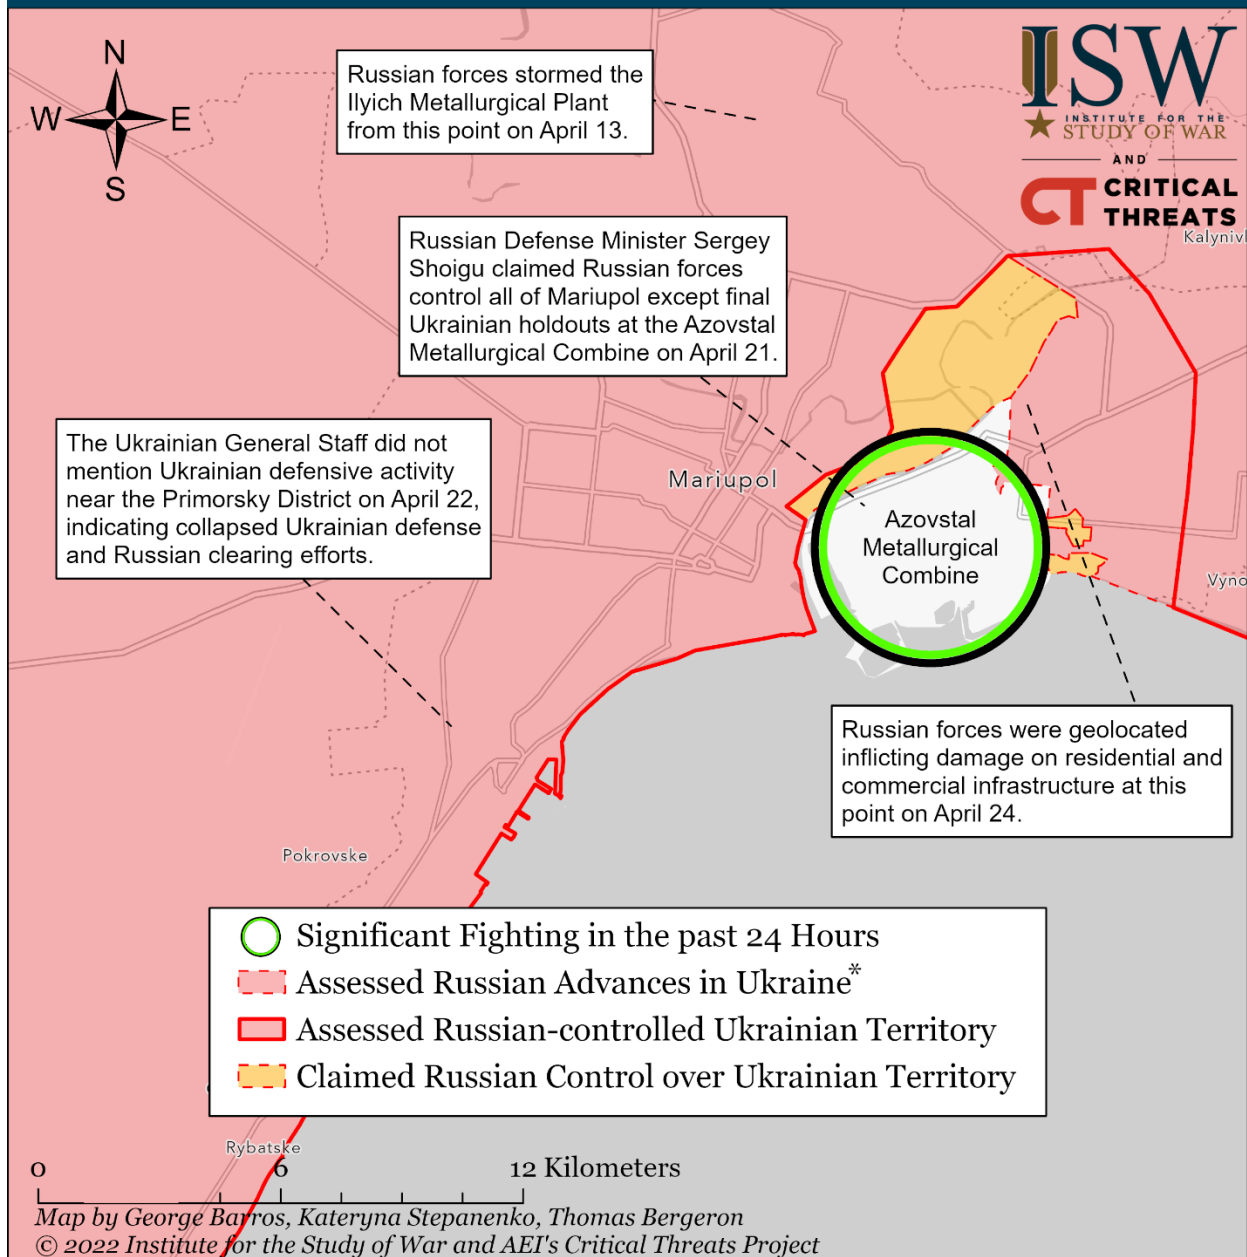 N
W E
S
ISW
INSTITUTE FOR THE
STUDY OF WAR
AND
CT CRITICAL
THREATS
Russian forces stormed the
Ilyich Metallurgical Plant
from this point on April 13.
Russian Defense Minister Sergey
Shoigu claimed Russian forces
control all of Mariupol except final
Ukrainian holdouts at the Azovstal
Metallurgical Combine on April 21.
The Ukrainian General Staff did not
mention Ukrainian defensive activity
near the Primorsky District on April 22,
indicating collapsed Ukrainian defense
and Russian clearing efforts.
Mariupol
Azovstal
Metallurgical
Combine
Russian forces were geolocated
inflicting damage on residential and
commercial infrastructure at this
point on April 24.
Pokrovske
Significant Fighting in the past 24 Hours
Assessed Russian Advances in Ukraine*
Assessed Russian-controlled Ukrainian Territory
Claimed Russian Control over Ukrainian Territory
Rybatske
0 6 12 Kilometers
Map by George Barros, Kateryna Stepanenko, Thomas Bergeron
© 2022 Institute for the Study of War and AEI's Critical Threats Project